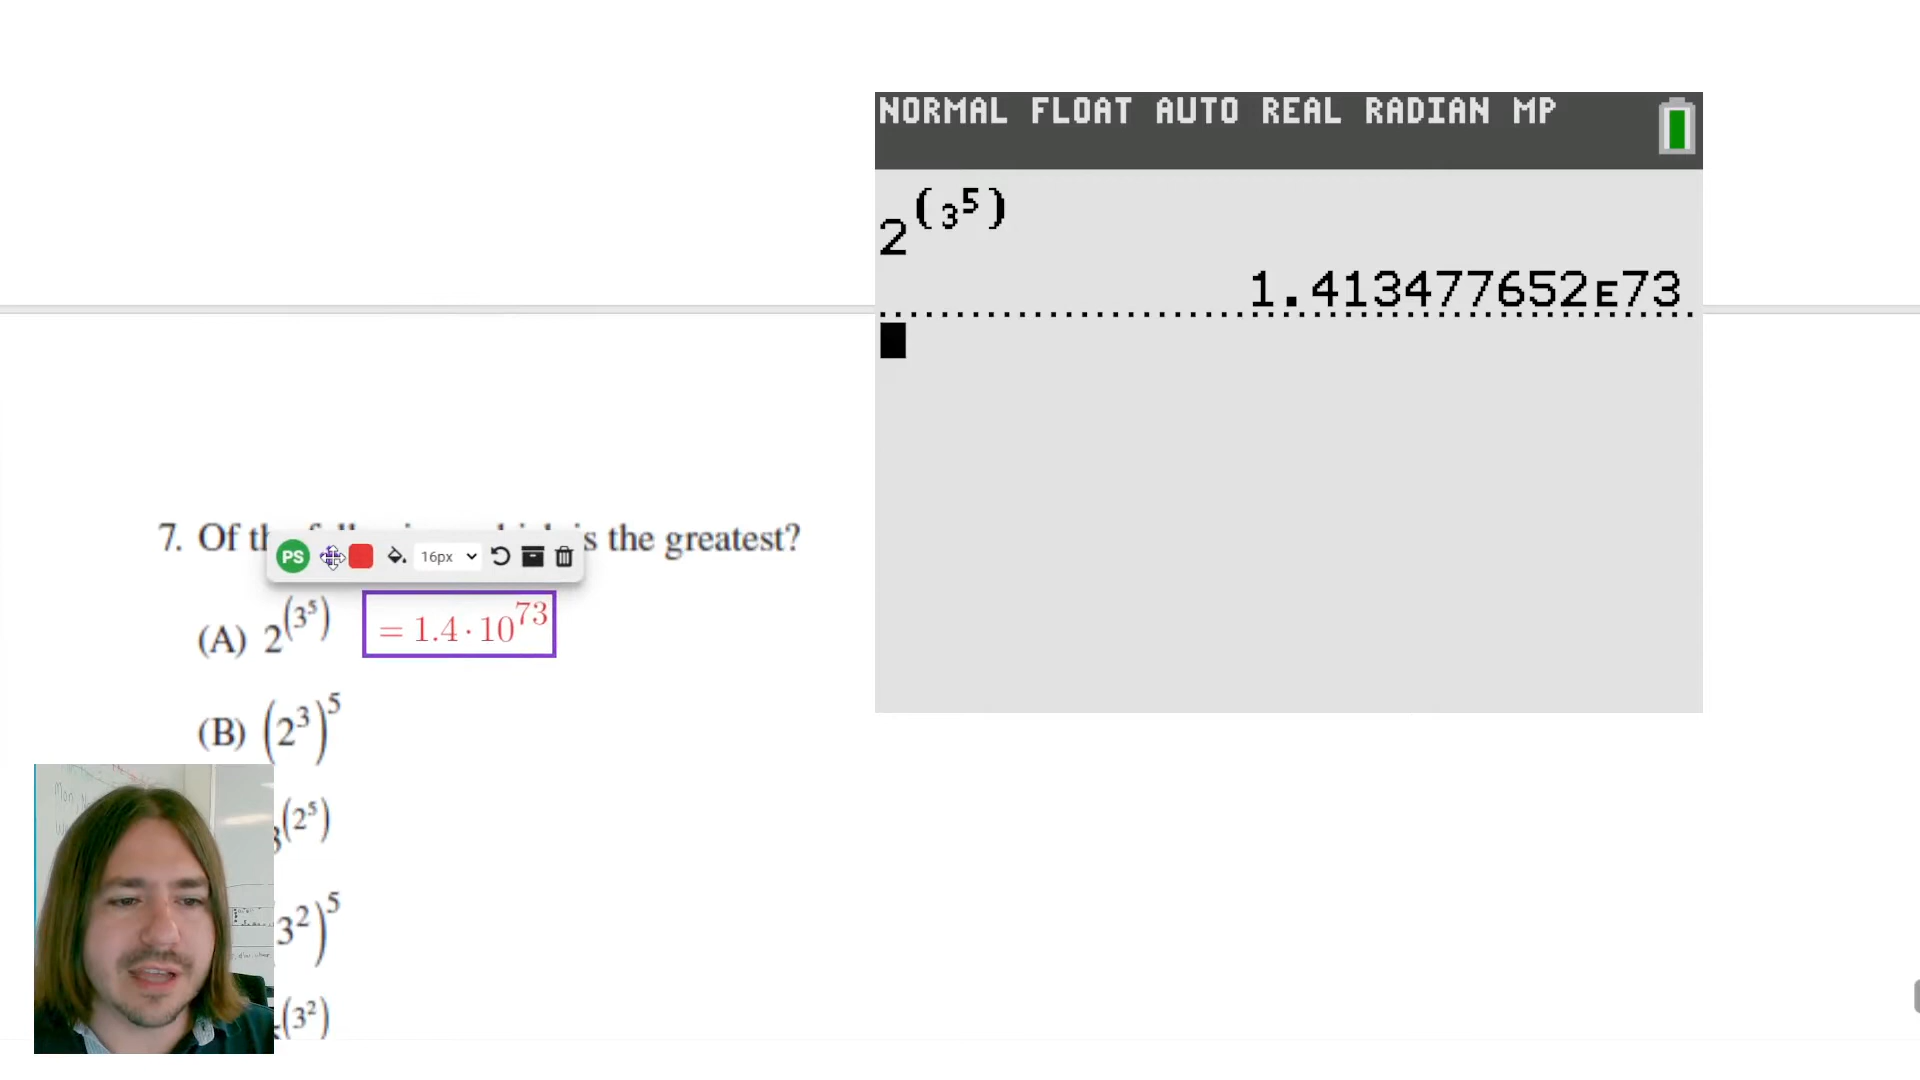 NORMAL FLOAT AUTO REAL RADIAN MP
2^(3^5)
1.413477652E73
7. Of th s the greatest?
PS 16px
(A) 2^(3^5) = 1.4 · 10^73
(B) (2^3)^5
(2^5)
3^2)^5
(3^2)